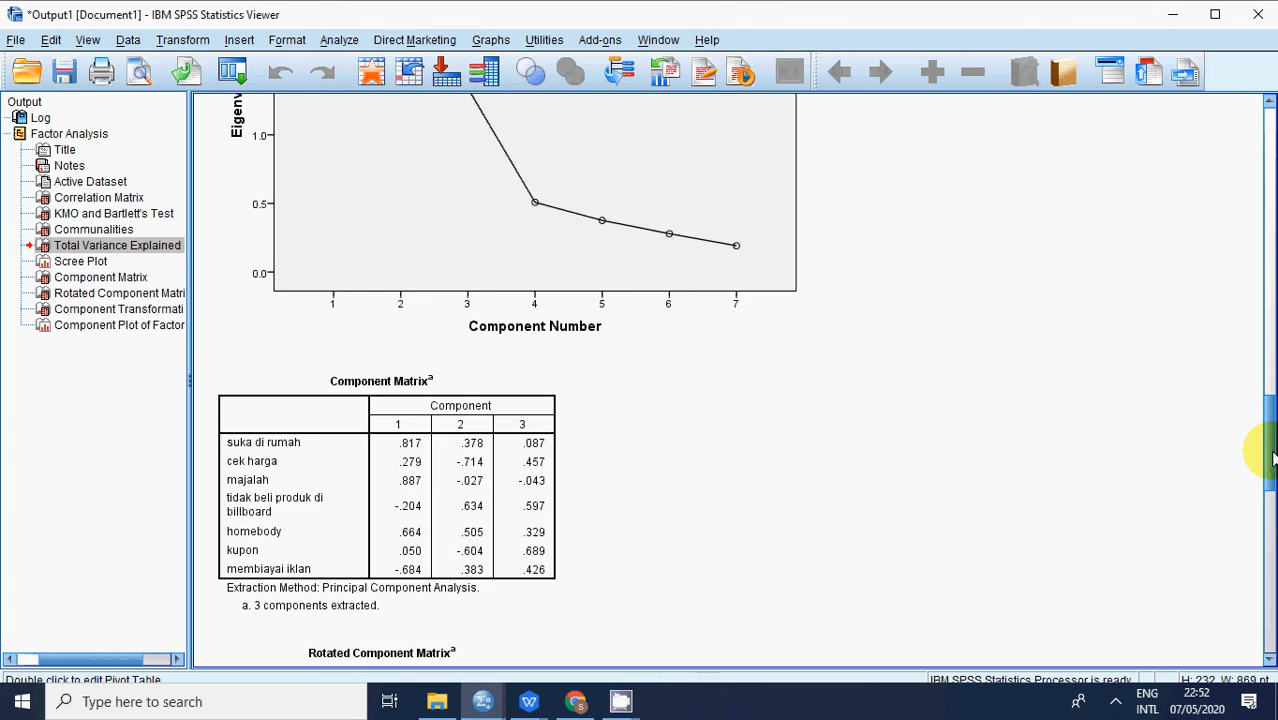 *Output1 [Document1] - IBM SPSS Statistics Viewer
File Edit View Data Transform Insert Format Analyze Direct Marketing Graphs Utilities Add-ons Window Help
Output
Log
Factor Analysis
Title
Notes
Active Dataset
Correlation Matrix
KMO and Bartlett's Test
Communalities
Total Variance Explained
Scree Plot
Component Matrix
Rotated Component Matri
Component Transformati
Component Plot of Factor
Eigenv
1.0
0.5
0.0
1 2 3 4 5 6 7
Component Number
Component Matrixa
Component
1 2 3
suka di rumah .817 .378 .087
cek harga .279 -.714 .457
majalah .887 -.027 -.043
tidak beli produk di
billboard -.204 .634 .597
homebody .664 .505 .329
kupon .050 -.604 .689
membiayai iklan -.684 .383 .426
Extraction Method: Principal Component Analysis.
a. 3 components extracted.
Rotated Component Matrixa
Double click to edit Pivot Table IBM SPSS Statistics Processor is ready H: 232, W: 869 pt.
Type here to search
ENG
INTL
22:52
07/05/2020